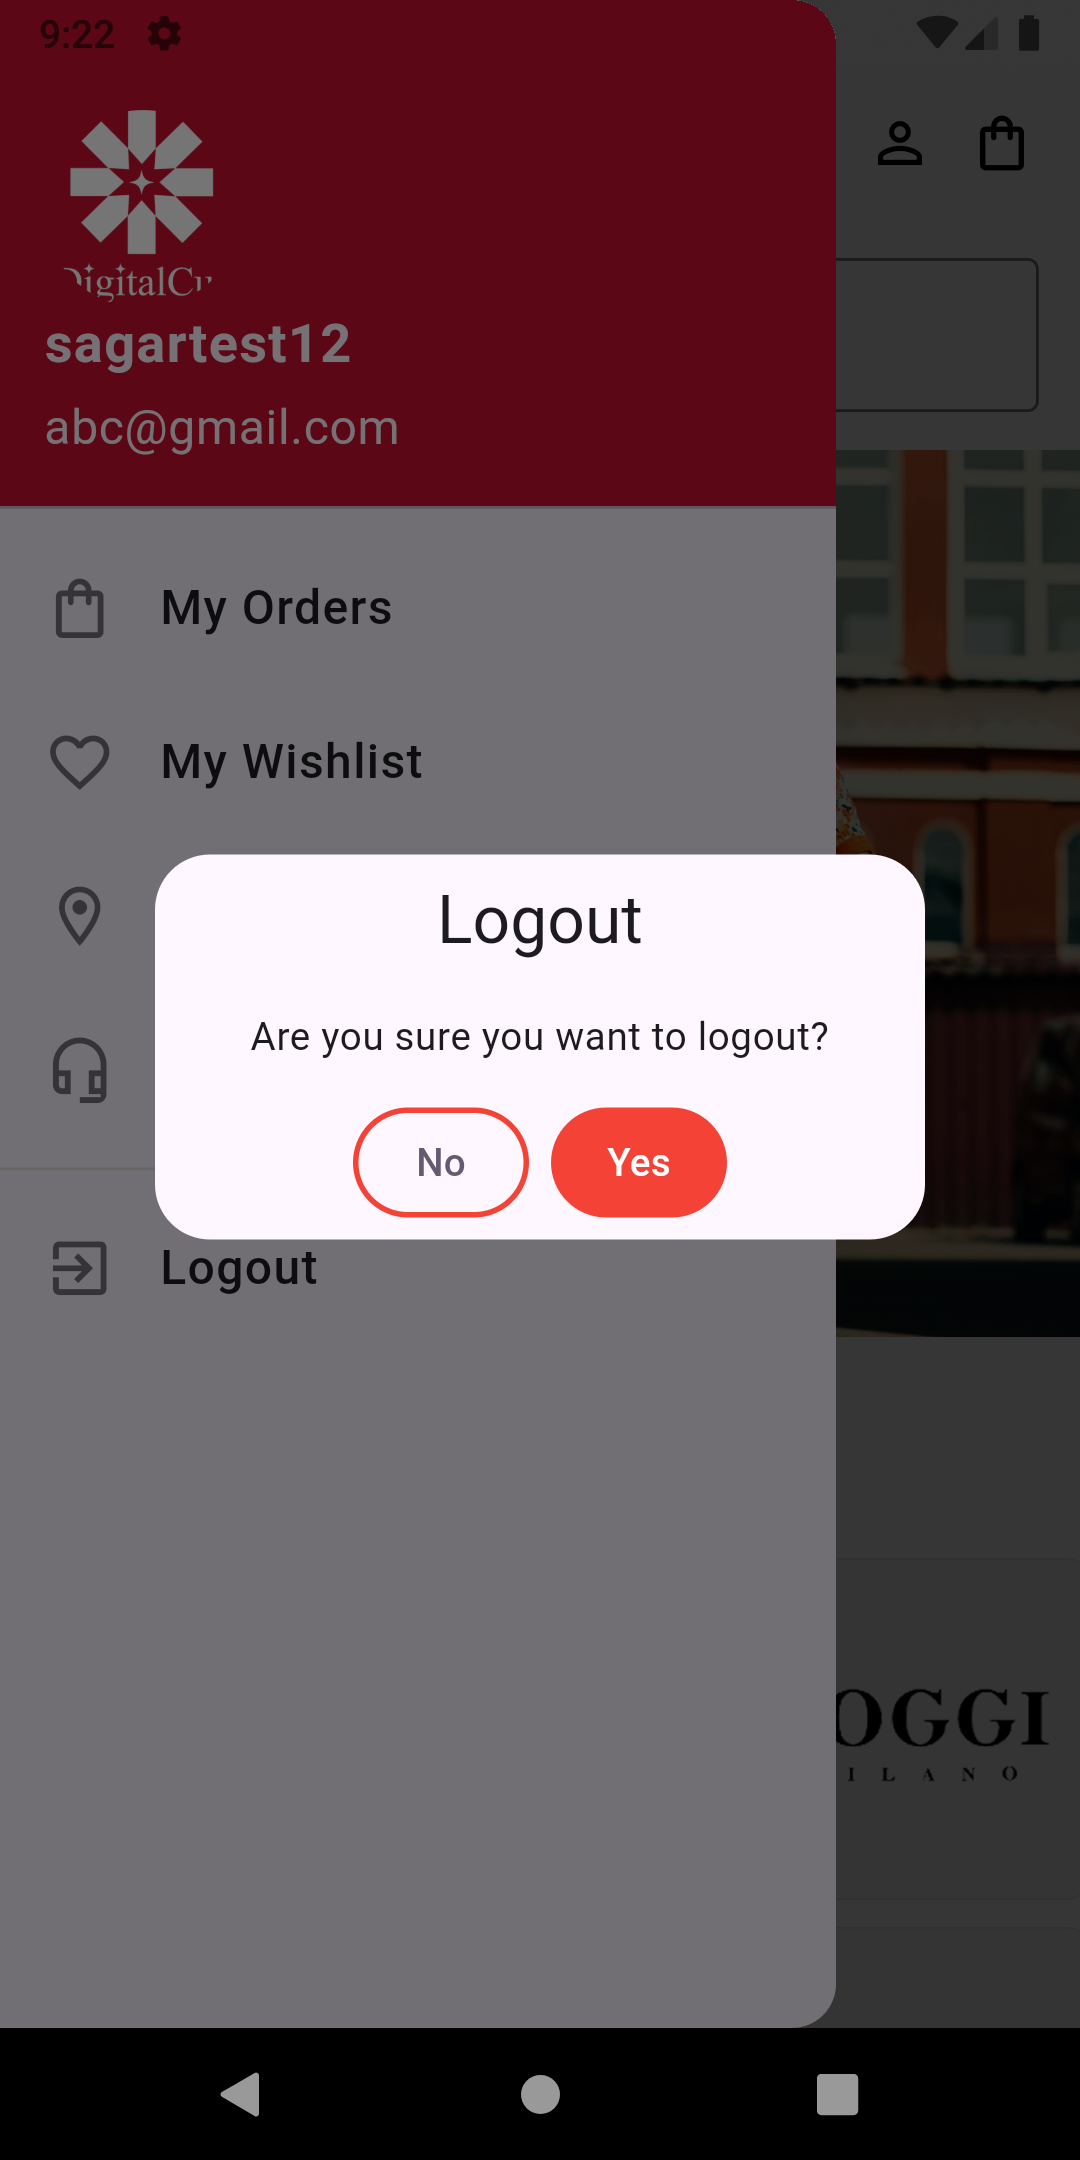 9:22
sagartest12
abc@gmail.com
My Orders
My Wishlist
Logout
Are you sure you want to logout?
No
Yes
Logout
OGGI
ILANO